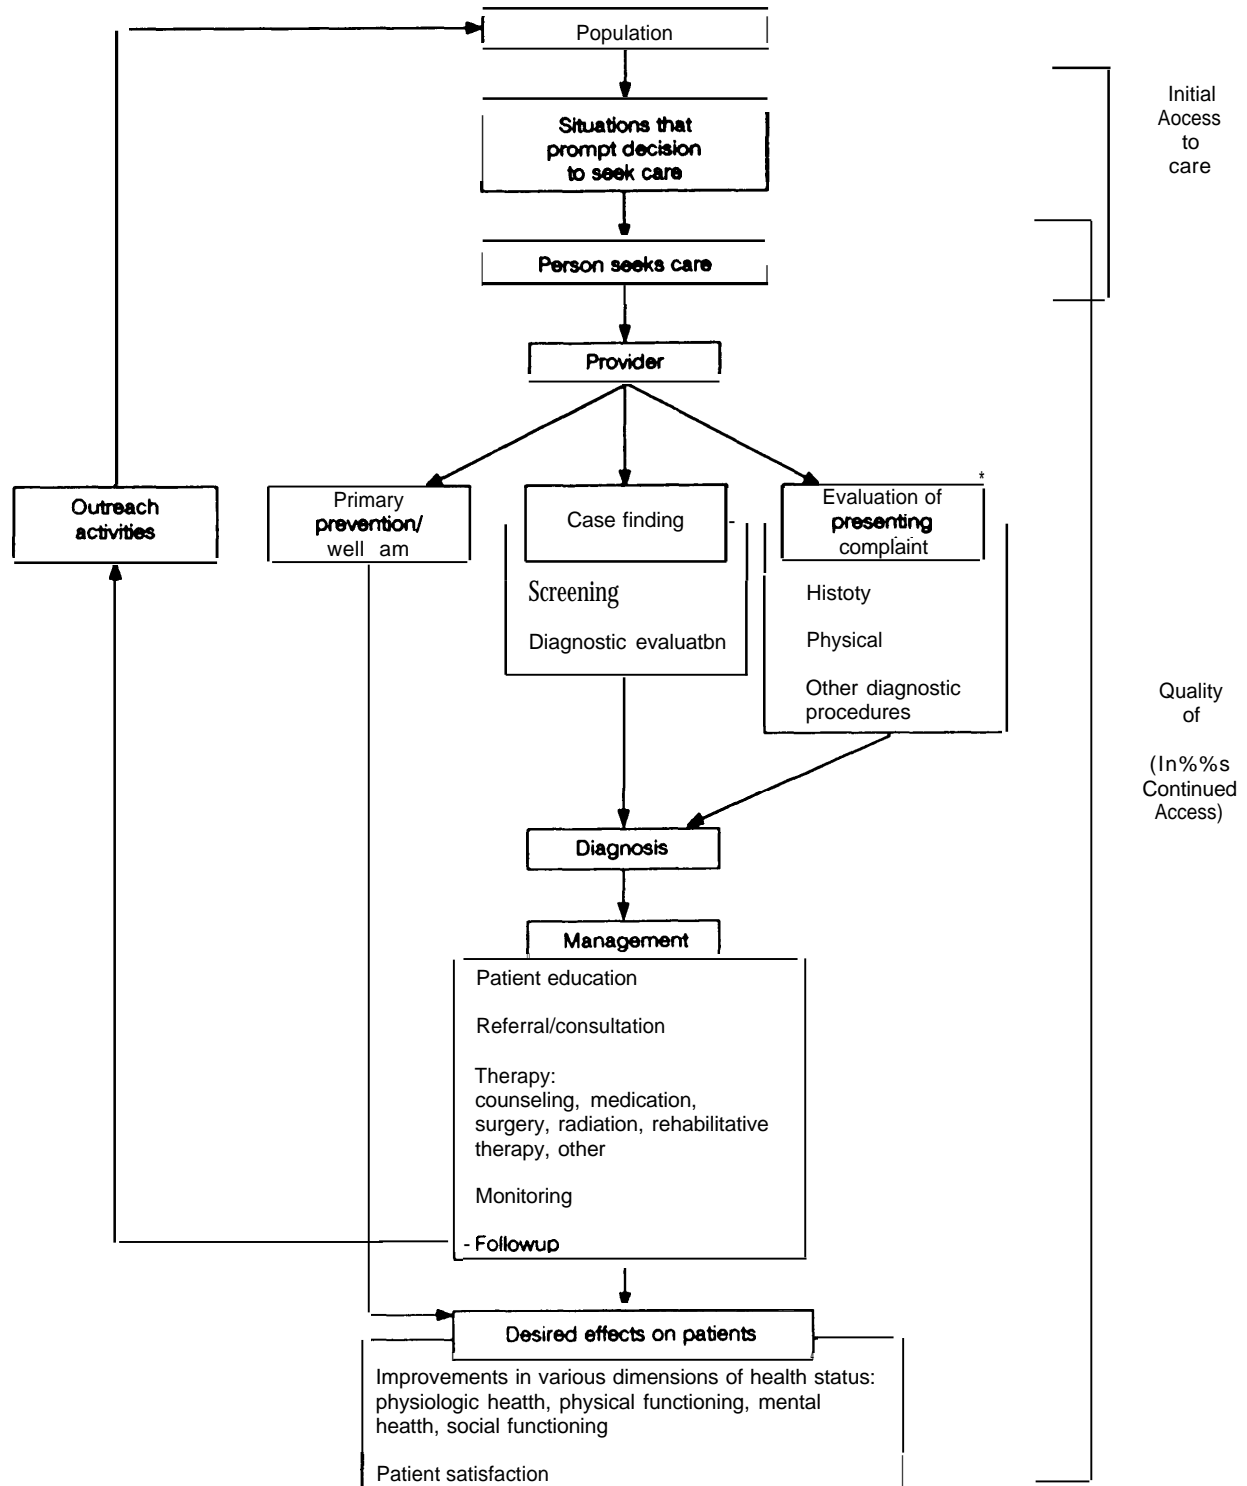 Population
Initial
Aocess
to
care
Situations that
prompt decision
to seek care
Person seeks care
Provider
Outreach
activities
Primary
prevention/
well am
Case finding
-
Screening
Diagnostic evaluatbn
*
Evaluation of
presenting
complaint
Histoty
Physical
Other diagnostic
procedures
Quality
of
(In%%s
Continued
Access)
Diagnosis
Management
Patient education
Referral/consultation
Therapy:
counseling, medication,
surgery, radiation, rehabilitative
therapy, other
Monitoring
- Followup
Desired effects on patients
Improvements in various dimensions of health status:
physiologic heatth, physical functioning, mental
heatth, social functioning
Patient satisfaction